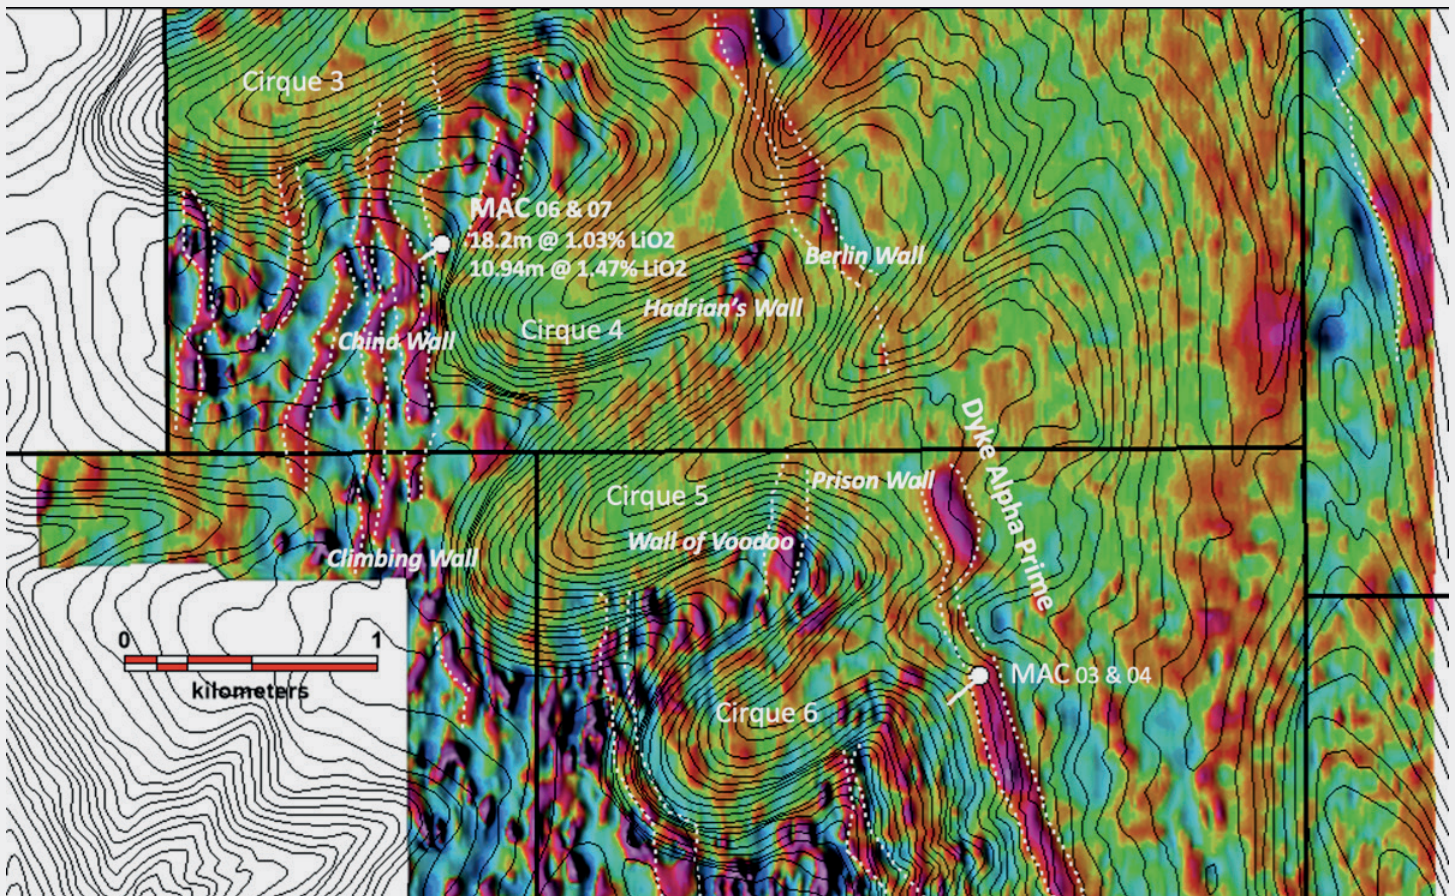 Cirque 3
MAC 06 & 07
18.2m @ 1.03% LiO2
10.94m @ 1.47% LiO2
Berlin Wall
Hadrian's Wall
Cirque 4
China Wall
Dyke Alpha Prime
Prison Wall
Cirque 5
Wall of Voodoo
Climbing Wall
0 1
kilometers
MAC 03 & 04
Cirque 6